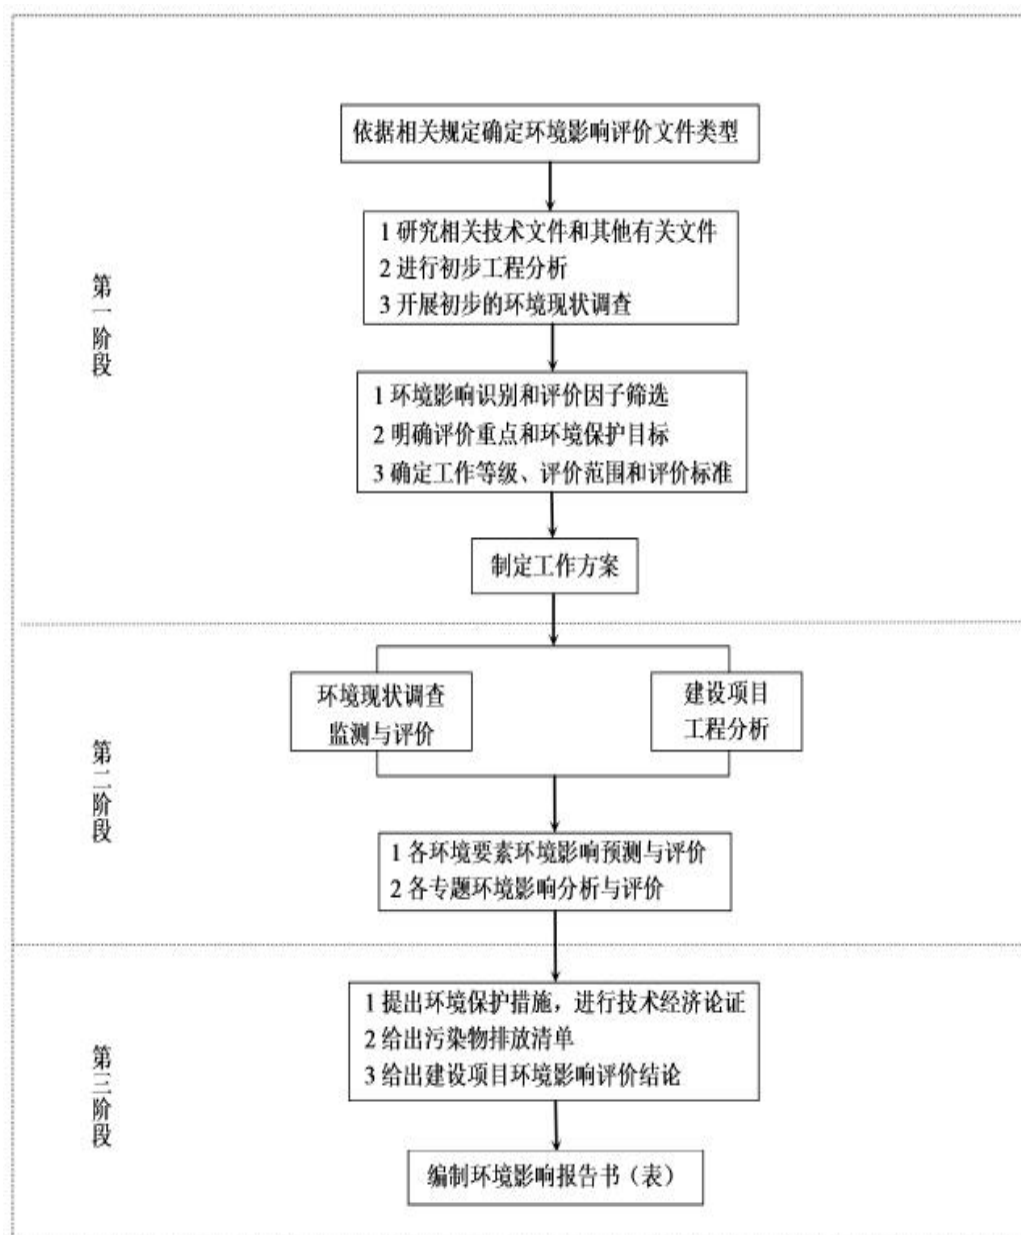 依据相关规定确定环境影响评价文件类型
1 研究相关技术文件和其他有关文件
2 进行初步工程分析
3 开展初步的环境现状调查
第一阶段
1 环境影响识别和评价因子筛选
2 明确评价重点和环境保护目标
3 确定工作等级、评价范围和评价标准
制定工作方案
环境现状调查
监测与评价
建设项目
工程分析
第二阶段
1 各环境要素环境影响预测与评价
2 各专题环境影响分析与评价
1 提出环境保护措施，进行技术经济论证
2 给出污染物排放清单
3 给出建设项目环境影响评价结论
第三阶段
编制环境影响报告书（表）